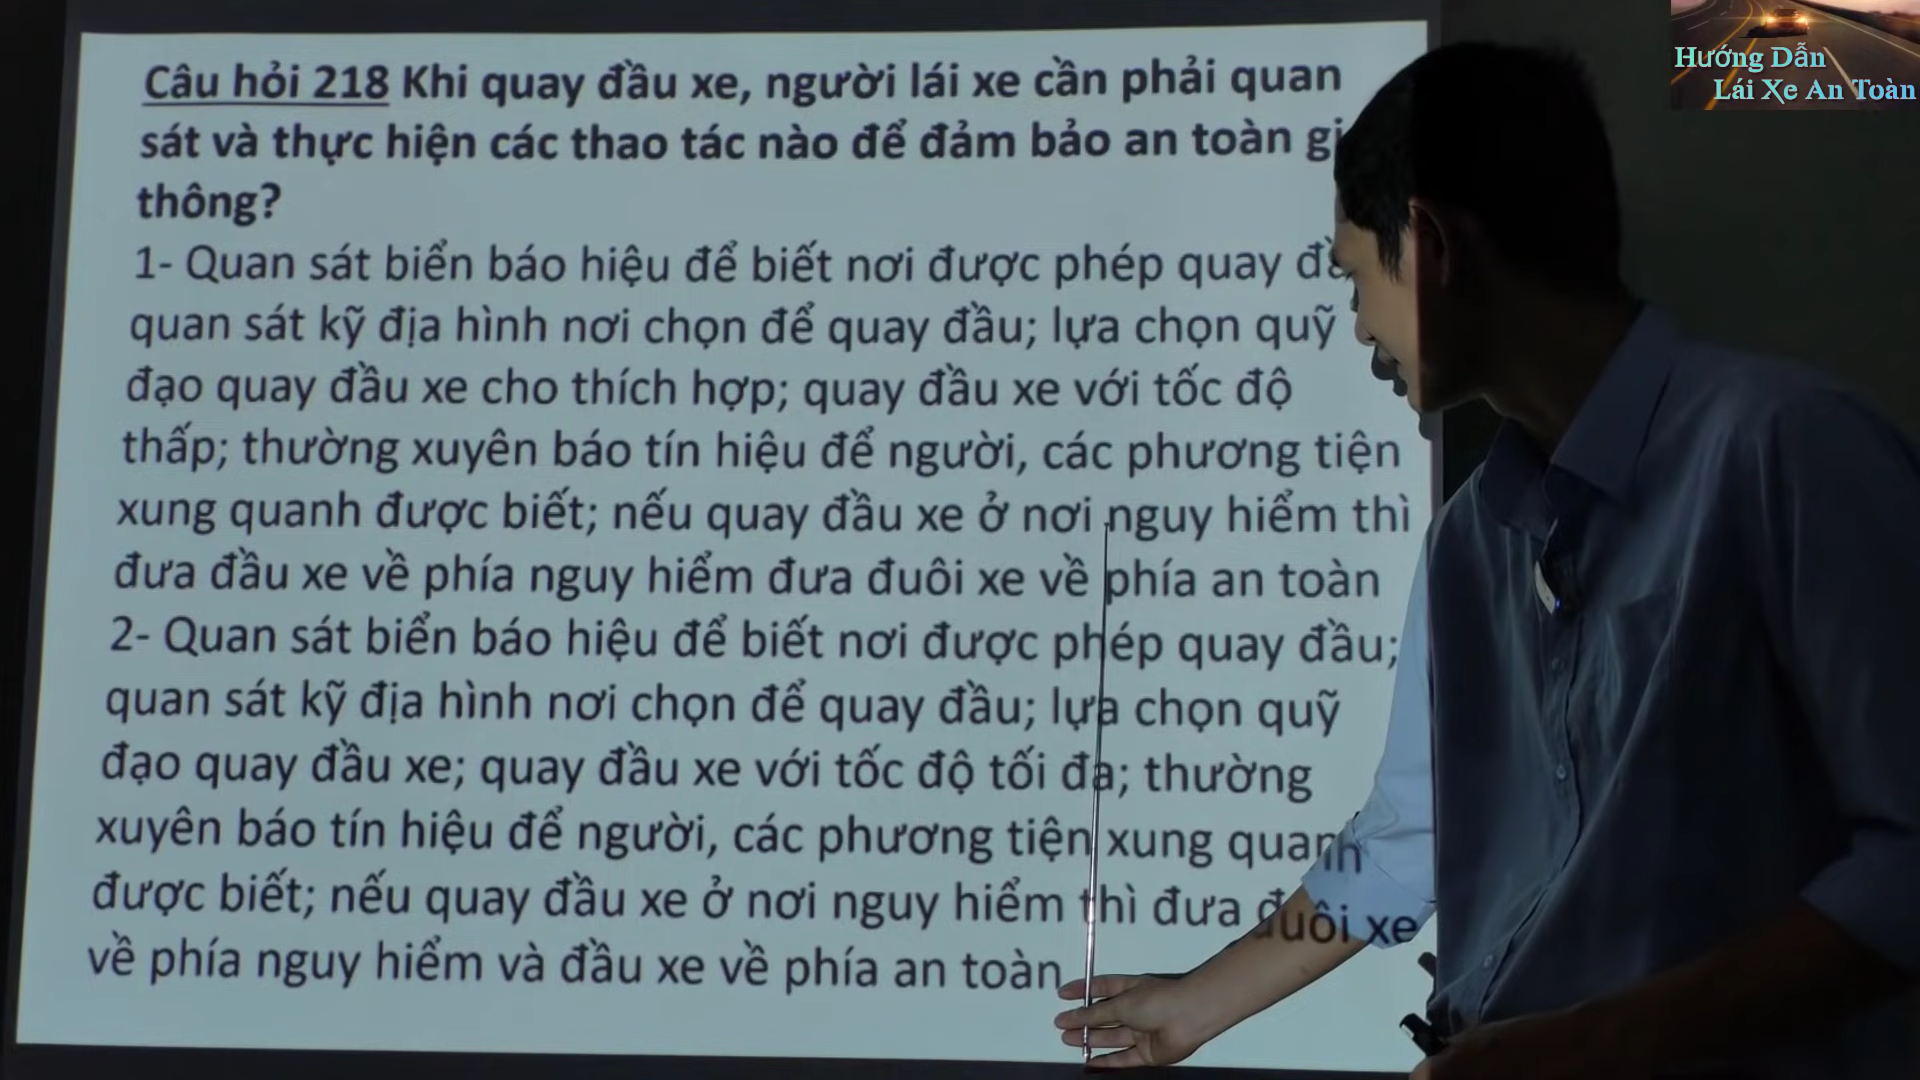 Hướng Dẫn
Lái Xe An Toàn
Câu hỏi 218 Khi quay đầu xe, người lái xe cần phải quan
sát và thực hiện các thao tác nào để đảm bảo an toàn
thông?
1- Quan sát biển báo hiệu để biết nơi được phép quay
quan sát kỹ địa hình nơi chọn để quay đầu; lựa chọn quỹ
đạo quay đầu xe cho thích hợp; quay đầu xe với tốc độ
thấp; thường xuyên báo tín hiệu để người, các phương tiện
xung quanh được biết; nếu quay đầu xe ở nơi nguy hiểm thì
đưa đầu xe về phía nguy hiểm đưa đuôi xe về phía an toàn
2- Quan sát biển báo hiệu để biết nơi được phép quay đầu;
quan sát kỹ địa hình nơi chọn để quay đầu; lựa chọn quỹ
đạo quay đầu xe; quay đầu xe với tốc độ tối đa; thường
xuyên báo tín hiệu để người, các phương tiện xung quanh
được biết; nếu quay đầu xe ở nơi nguy hiểm thì đưa đuôi xe
về phía nguy hiểm và đầu xe về phía an toàn